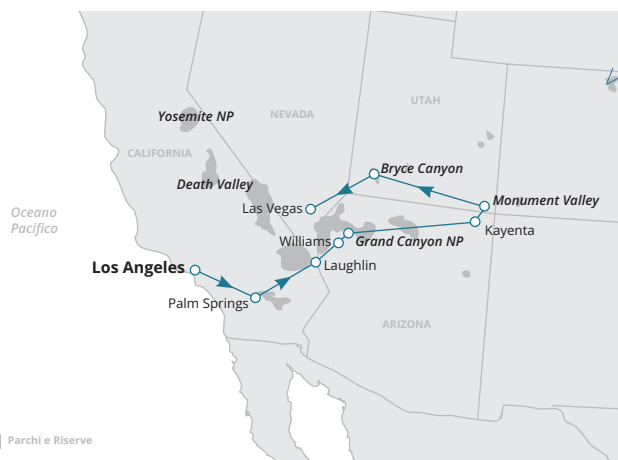 UTAH
NEVADA
Yosemite NP
CALIFORNIA
Bryce Canyon
Death Valley
Monument Valley
Las Vegas
Oceano
Pacifico
Kayenta
Williams
Grand Canyon NP
Los Angeles
Laughlin
Palm Springs
ARIZONA
Parchi e Riserve